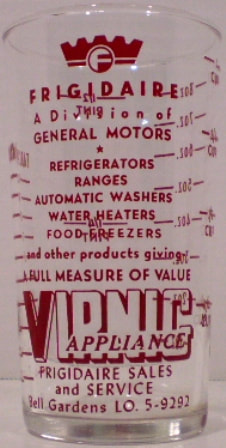 F
FRIGIDAIRE
A Division of
GENERAL MOTORS
★
REFRIGERATORS
RANGES
AUTOMATIC WASHERS
WATER HEATERS
FOOD FREEZERS
and other products giving
A FULL MEASURE OF VALUE
VIRNIG
APPLIANCE
FRIGIDAIRE SALES
and SERVICE
Bell Gardens LO. 5-9292